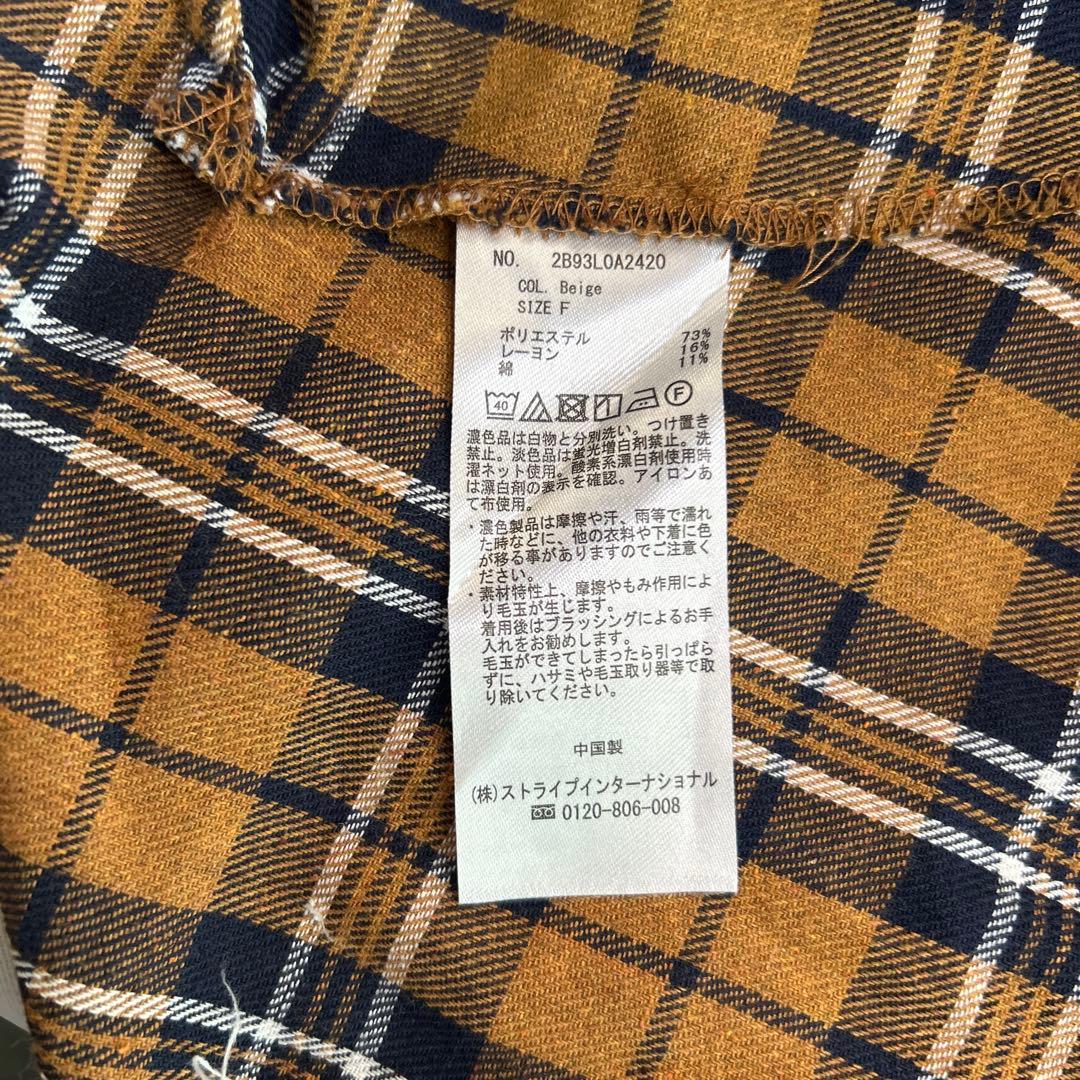 NO. 2B93L0A2420
COL. Beige
SIZE F
ポリエステル 73%
レーヨン 16%
綿 11%
40 F
濃色品は白物と分別洗い。つけ置き
禁止。淡色品は蛍光増白剤禁止。洗
濯ネット使用。酸素系漂白剤使用時
は漂白剤の表示を確認。アイロンあ
て布使用。
・濃色製品は摩擦や汗、雨等で濡れ
た時などに、他の衣料や下着に色
が移る事がありますのでご注意く
ださい。
・素材特性上、摩擦やもみ作用によ
り毛玉が生じます。
着用後はブラッシングによるお手
入れをお勧めします。
毛玉ができてしまったら引っぱら
ずに、ハサミや毛玉取り器等で取
り除いてください。
中国製
(株)ストライプインターナショナル
0120-806-008